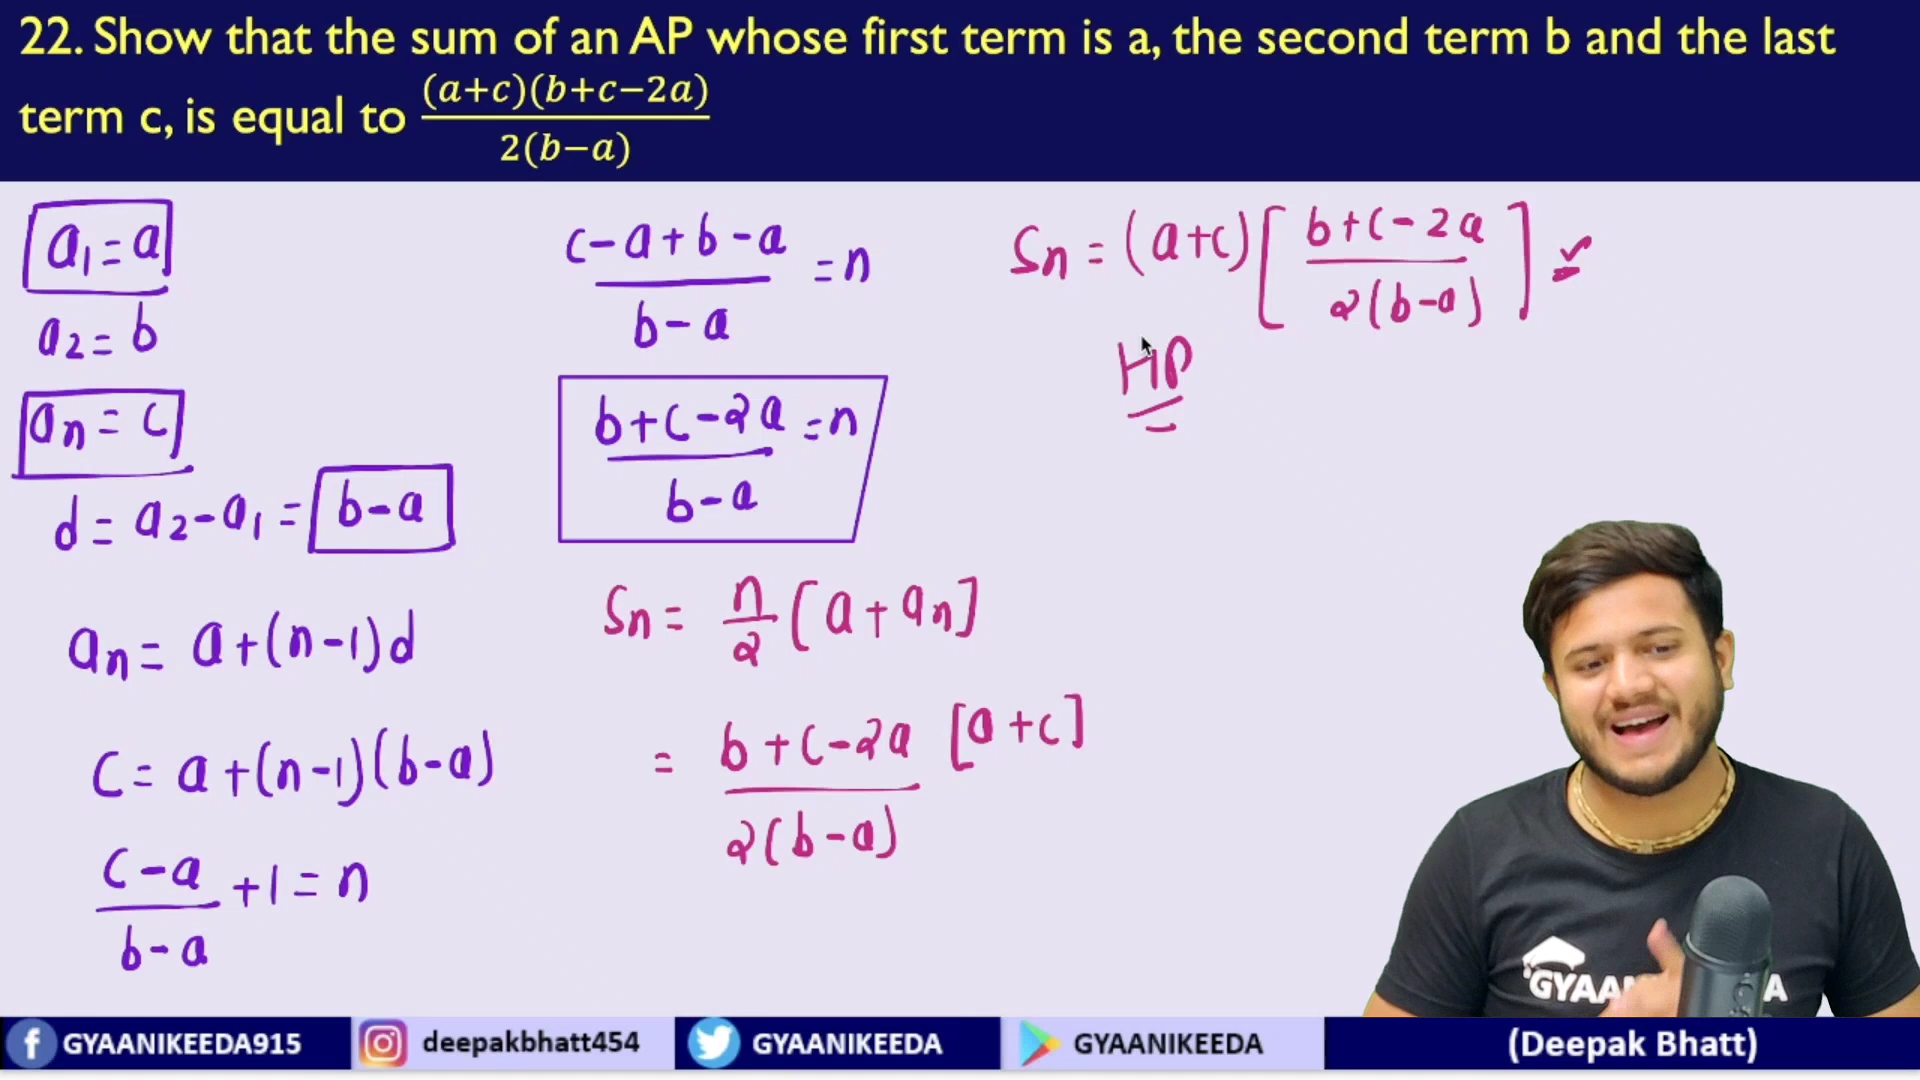 22. Show that the sum of an AP whose first term is a, the second term b and the last
term c, is equal to (a+c)(b+c−2a)
2(b−a)
a1 = a
a2 = b
an = c
d = a2 - a1 = b-a
an = a+(n-1)d
c = a+(n-1)(b-a)
c-a
+1 = n
b-a
c-a+b-a
= n
b-a
b+c-2a
= n
b-a
Sn = n/2 [a+an]
= b+c-2a [a+c]
2(b-a)
Sn = (a+c)[b+c-2a
2(b-a)]
HP
GYAANIKEEDA915
deepakbhatt454
GYAANIKEEDA
GYAANIKEEDA
(Deepak Bhatt)